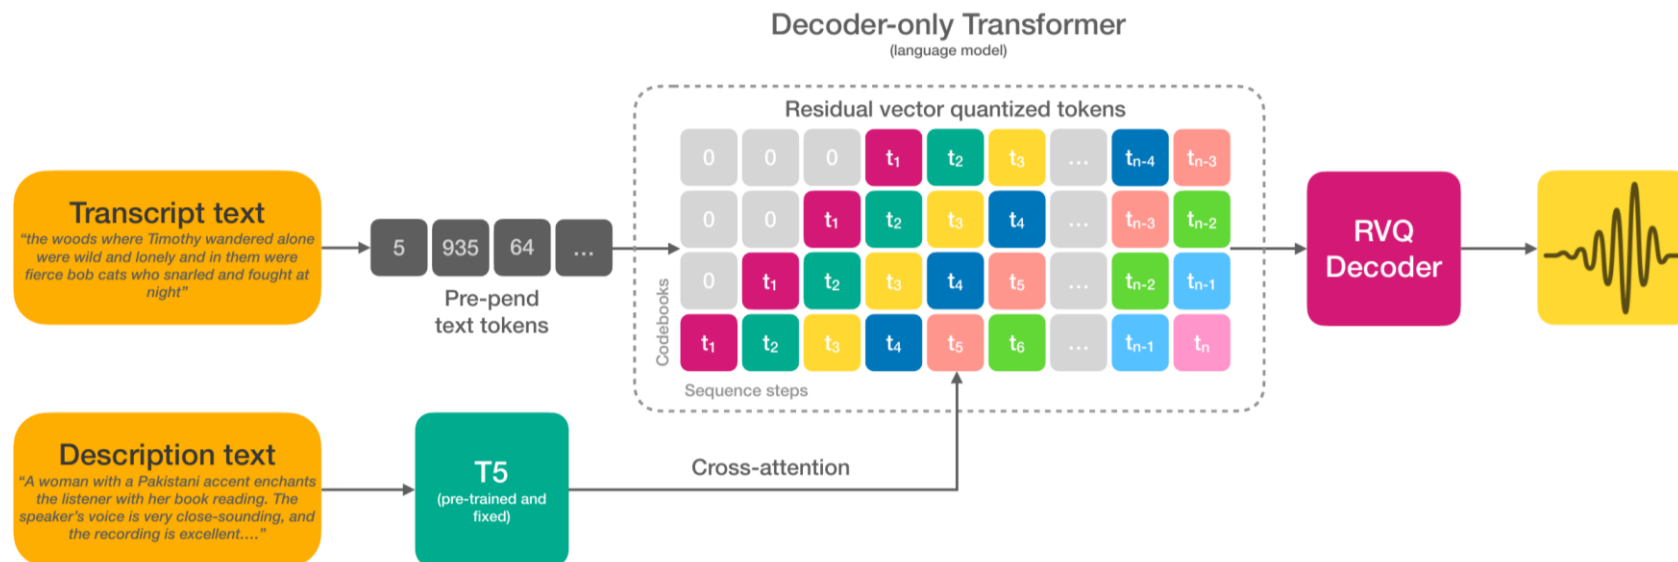 Decoder-only Transformer
(language model)
Residual vector quantized tokens
0 0 0 t₁ t₂ t₃ ... tₙ₋₄ tₙ₋₃
0 0 t₁ t₂ t₃ t₄ ... tₙ₋₃ tₙ₋₂
0 t₁ t₂ t₃ t₄ t₅ ... tₙ₋₂ tₙ₋₁
t₁ t₂ t₃ t₄ t₅ t₆ ... tₙ₋₁ tₙ
Codebooks
Sequence steps
Transcript text
“the woods where Timothy wandered alone
were wild and lonely and in them were
fierce bob cats who snarled and fought at
night”
5 935 64 ...
Pre-pend
text tokens
RVQ
Decoder
Description text
“A woman with a Pakistani accent enchants
the listener with her book reading. The
speaker’s voice is very close-sounding, and
the recording is excellent....”
T5
(pre-trained and
fixed)
Cross-attention